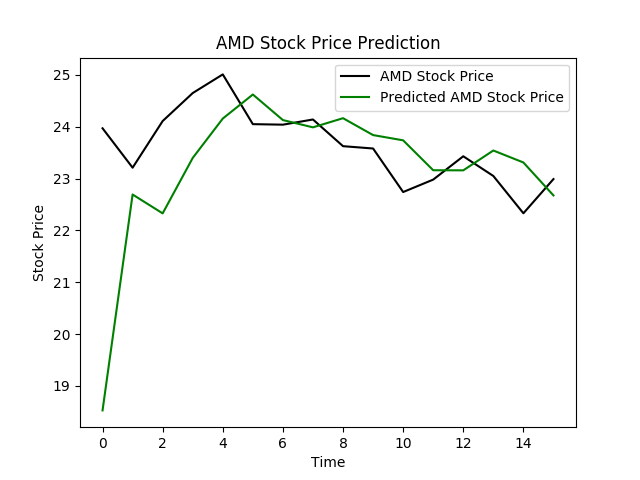 AMD Stock Price Prediction
AMD Stock Price
Predicted AMD Stock Price
25
24
23
22
21
20
19
Stock Price
0 2 4 6 8 10 12 14
Time